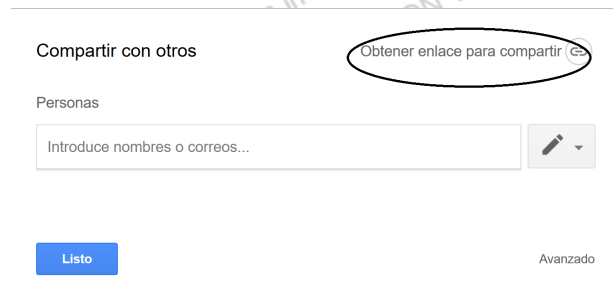 Compartir con otros
Obtener enlace para compartir
Personas
Introduce nombres o correos...
Listo
Avanzado